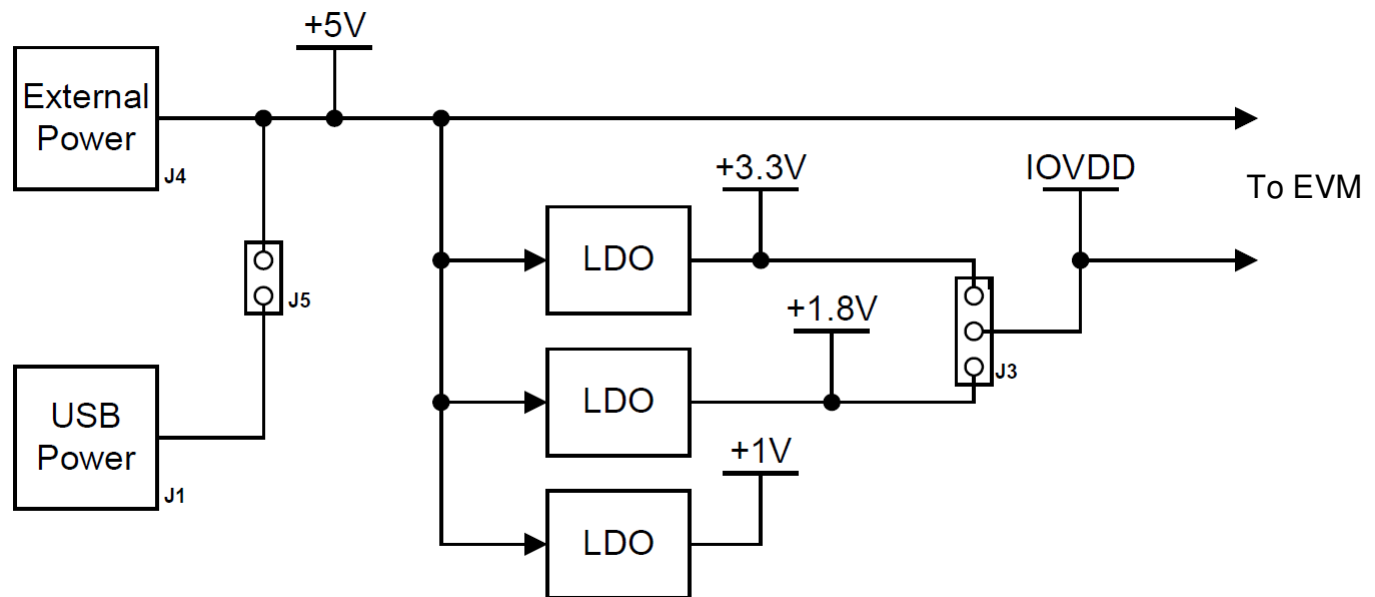 +5V
External
Power
J4
+3.3V
IOVDD
To EVM
LDO
J5
+1.8V
J3
USB
Power
J1
LDO
+1V
LDO